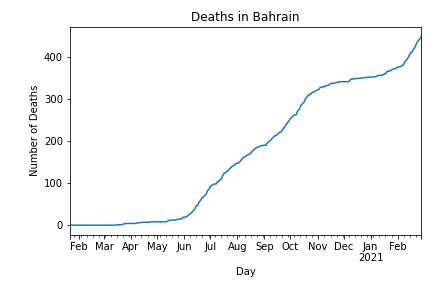 Deaths in Bahrain
Number of Deaths
400
300
200
100
0
Feb Mar Apr May Jun Jul Aug Sep Oct Nov Dec Jan Feb
2021
Day